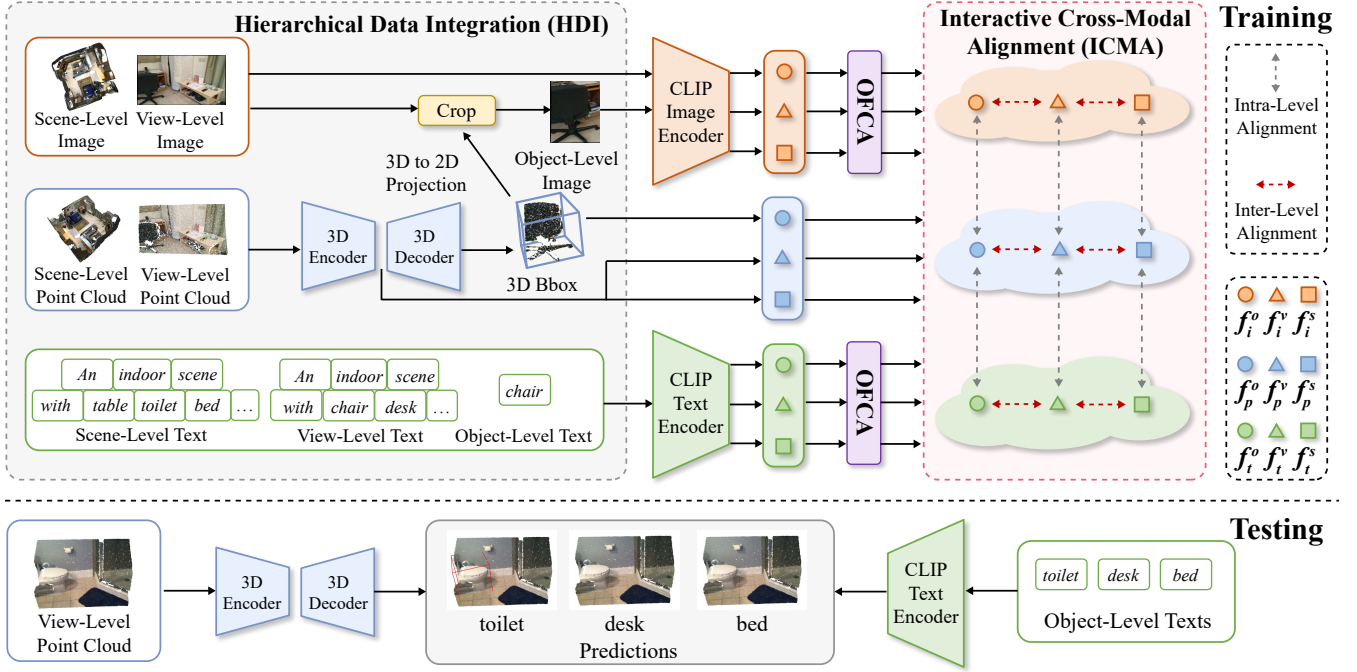 Hierarchical Data Integration (HDI)
Interactive Cross-Modal
Alignment (ICMA)
Training
Scene-Level
Image
View-Level
Image
Crop
Object-Level
Image
3D to 2D
Projection
CLIP
Image
Encoder
OFCA
Intra-Level
Alignment
Inter-Level
Alignment
Scene-Level
Point Cloud
View-Level
Point Cloud
3D
Encoder
3D
Decoder
3D Bbox
An indoor scene
with table toilet bed ...
Scene-Level Text
An indoor scene
with chair desk ...
View-Level Text
chair
Object-Level Text
CLIP
Text
Encoder
OFCA
f_i^o f_i^v f_i^s
f_p^o f_p^v f_p^s
f_t^o f_t^v f_t^s
Testing
View-Level
Point Cloud
3D
Encoder
3D
Decoder
toilet desk bed
Predictions
CLIP
Text
Encoder
toilet desk bed
Object-Level Texts